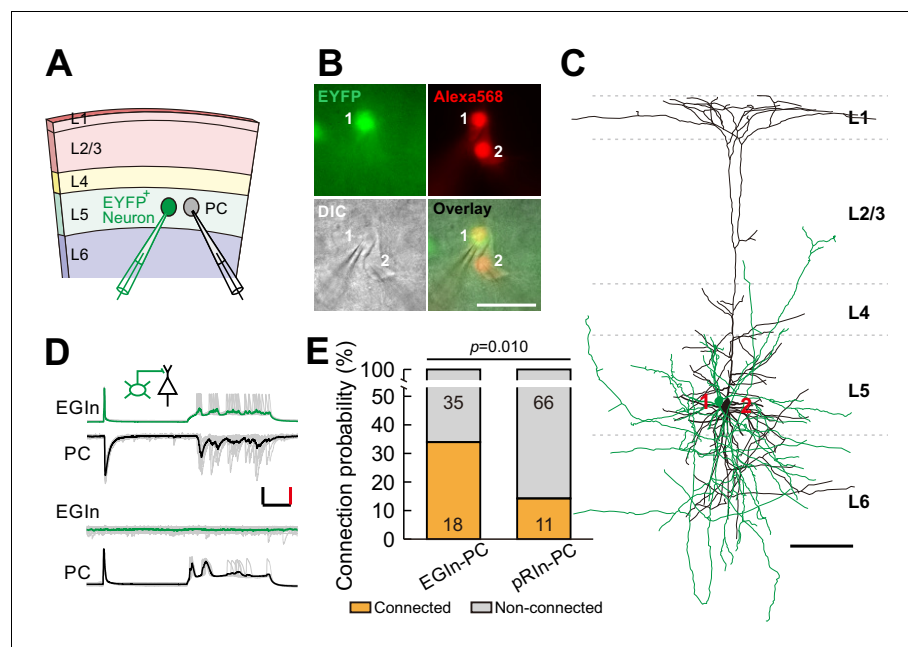 A
L1
L2/3
L4
EYFP+
Neuron
PC
L5
L6
B
EYFP
1
Alexa568
1
2
DIC
1
2
Overlay
1
2
C
L1
L2/3
L4
L5
1
2
L6
D
EGIn
PC
EGIn
PC
E
p=0.010
Connection probability (%)
100
50
40
30
20
10
0
35
66
18
11
EGIn-PC
pRIn-PC
Connected
Non-connected